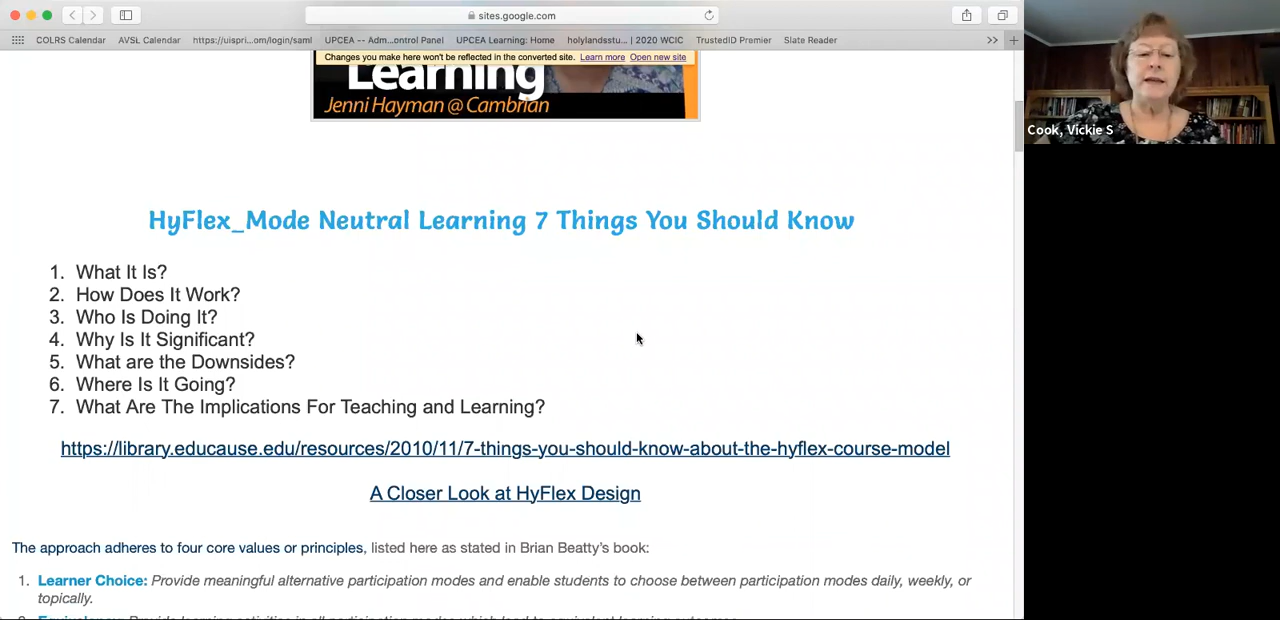 sites.google.com
COLRS Calendar AVSL Calendar https://uispri...om/login/saml UPCEA -- Adm...ontrol Panel UPCEA Learning: Home holylandsstu... | 2020 WCIC TrustedID Premier Slate Reader
Changes you make here won't be reflected in the converted site. Learn more Open new site
Learning
Jenni Hayman @ Cambrian
Cook, Vickie S
HyFlex_Mode Neutral Learning 7 Things You Should Know
1. What It Is?
2. How Does It Work?
3. Who Is Doing It?
4. Why Is It Significant?
5. What are the Downsides?
6. Where Is It Going?
7. What Are The Implications For Teaching and Learning?
https://library.educause.edu/resources/2010/11/7-things-you-should-know-about-the-hyflex-course-model
A Closer Look at HyFlex Design
The approach adheres to four core values or principles, listed here as stated in Brian Beatty's book:
1. Learner Choice: Provide meaningful alternative participation modes and enable students to choose between participation modes daily, weekly, or
topically.